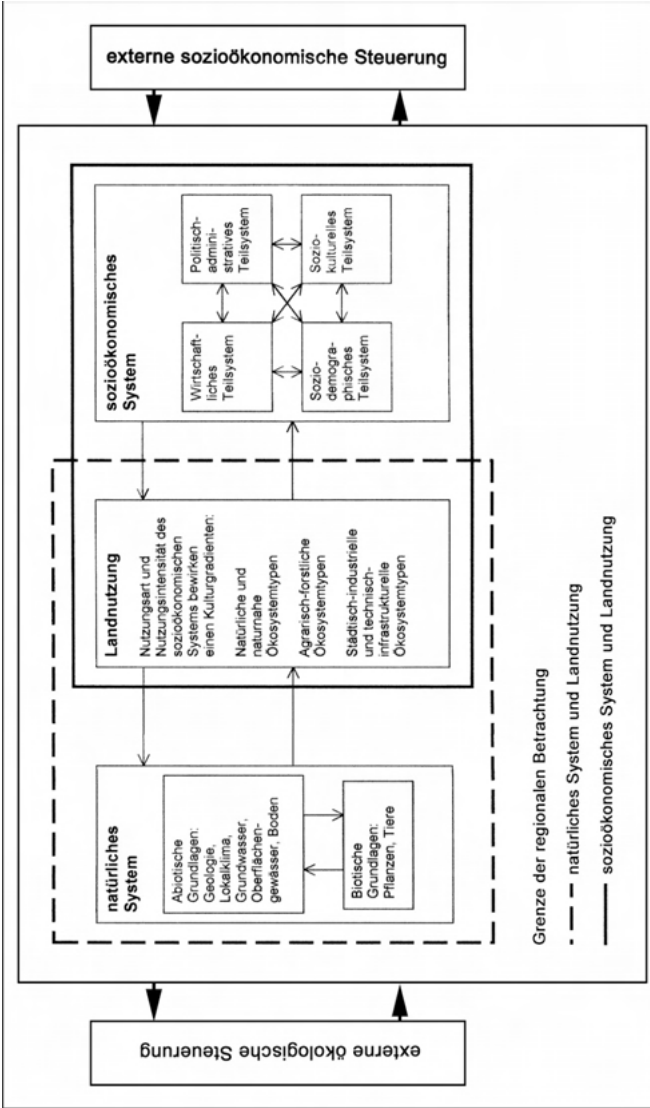 externe ökologische Steuerung
natürliches
System
Abiotische
Grundlagen:
Geologie,
Lokalklima,
Grundwasser,
Oberflächen-
gewässer, Boden
Biotische
Grundlagen:
Pflanzen, Tiere
Landnutzung
Nutzungsart und
Nutzungsintensität des
sozioökonomischen
Systems bewirken
einen Kulturgradienten:
Natürliche und
naturnahe
Ökosystemtypen
Agrarisch-forstliche
Ökosystemtypen
Städtisch-industrielle
und technisch-
infrastrukturelle
Ökosystemtypen
sozioökonomisches
System
Wirtschaft-
liches
Teilsystem
Politisch-
admini-
stratives
Teilsystem
Sozio-
demogra-
phisches
Teilsystem
Sozio-
kulturelles
Teilsystem
externe sozioökonomische Steuerung
Grenze der regionalen Betrachtung
natürliches System und Landnutzung
sozioökonomisches System und Landnutzung